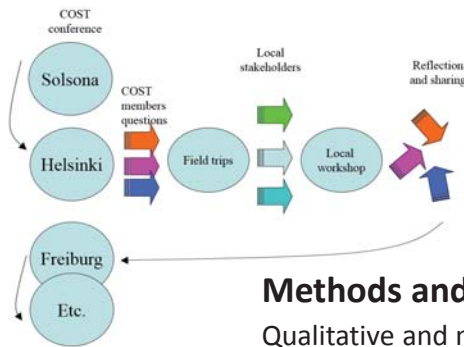 COST
conference
Solsona
Helsinki
COST
members
questions
Field trips
Local
stakeholders
Local
workshop
Reflection
and sharing
Freiburg
Etc.
Methods and
Qualitative and